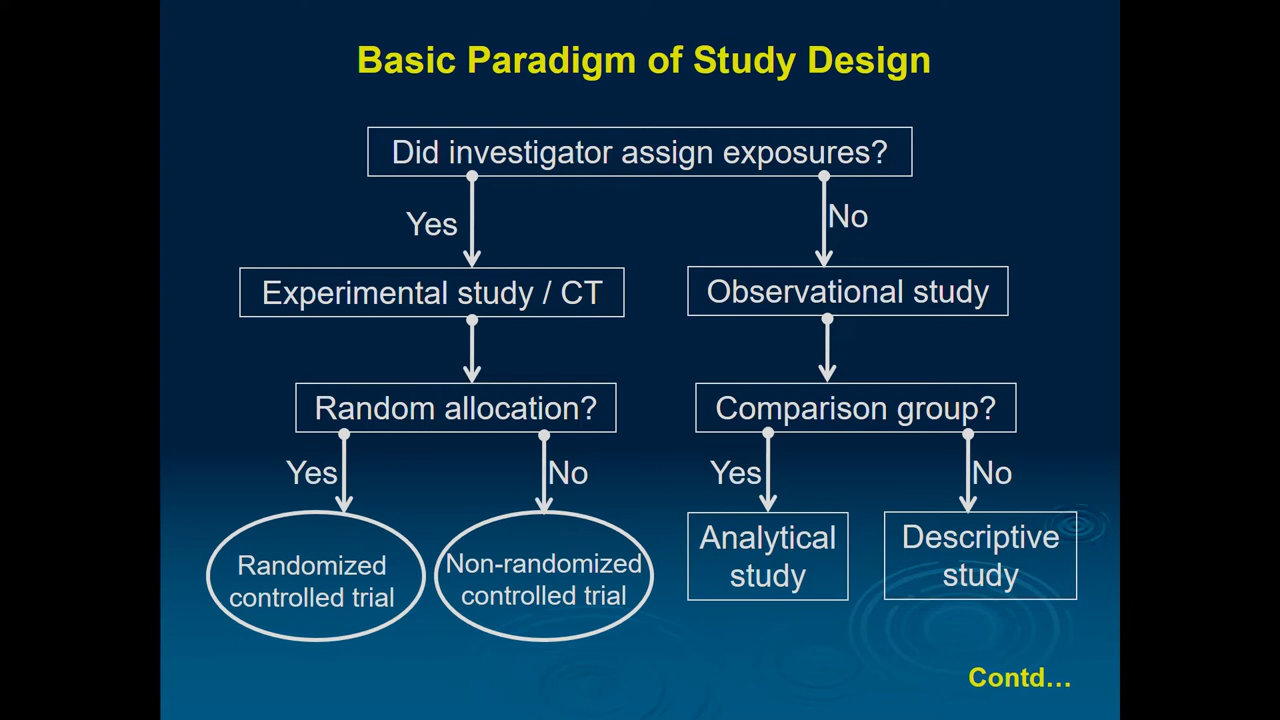 Basic Paradigm of Study Design
Did investigator assign exposures?
Yes
No
Experimental study / CT
Observational study
Random allocation?
Comparison group?
Yes
No
Yes
No
Randomized
controlled trial
Non-randomized
controlled trial
Analytical
study
Descriptive
study
Contd...